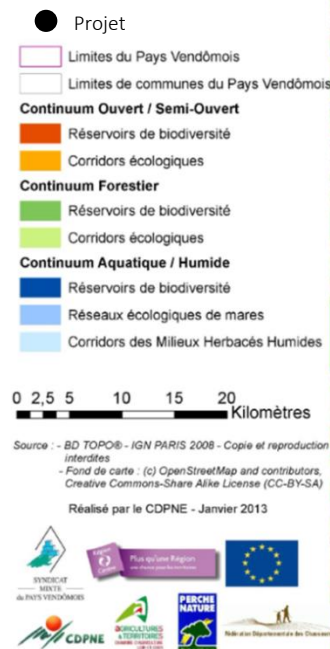 Projet
Limites du Pays Vendômois
Limites de communes du Pays Vendômois
Continuum Ouvert / Semi-Ouvert
Réservoirs de biodiversité
Corridors écologiques
Continuum Forestier
Réservoirs de biodiversité
Corridors écologiques
Continuum Aquatique / Humide
Réservoirs de biodiversité
Réseaux écologiques de mares
Corridors des Milieux Herbacés Humides
0 2,5 5 10 15 20
Kilomètres
Source : - BD TOPO® - IGN PARIS 2008 - Copie et reproduction
interdites
- Fond de carte : (c) OpenStreetMap and contributors,
Creative Commons-Share Alike License (CC-BY-SA)
Réalisé par le CDPNE - Janvier 2013
SYNDICAT
MIXTE
du PAYS VENDÔMOIS
Région
Centre
Plus qu'une Région
CDPNE
AGRICULTURES
& TERRITOIRES
PERCHE
NATURE